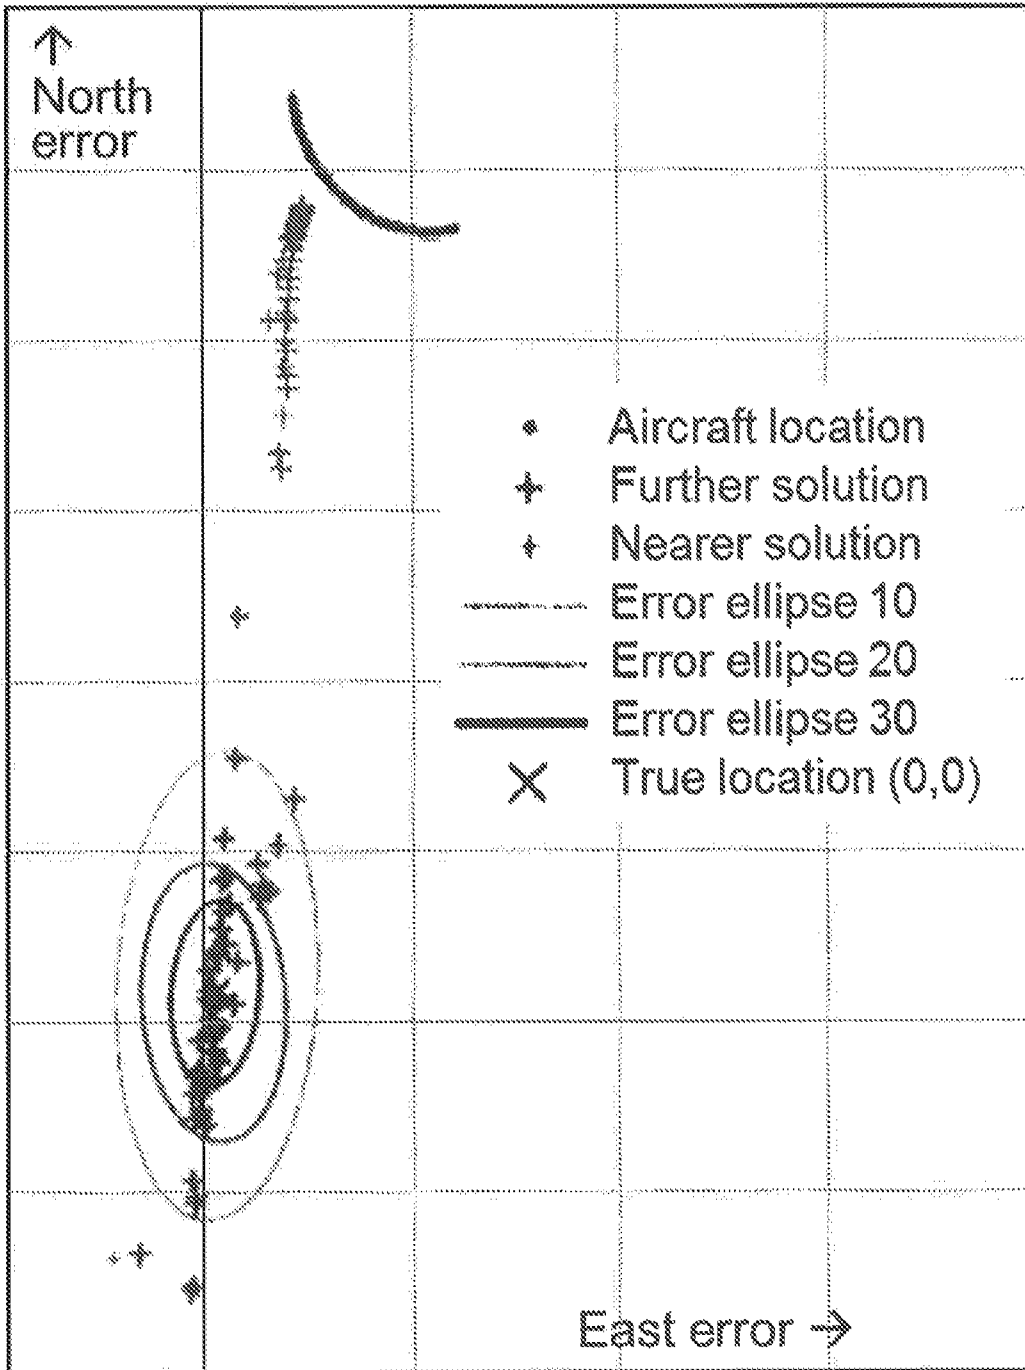 North
error
Aircraft location
Further solution
Nearer solution
Error ellipse 10
Error ellipse 20
Error ellipse 30
True location (0,0)
East error